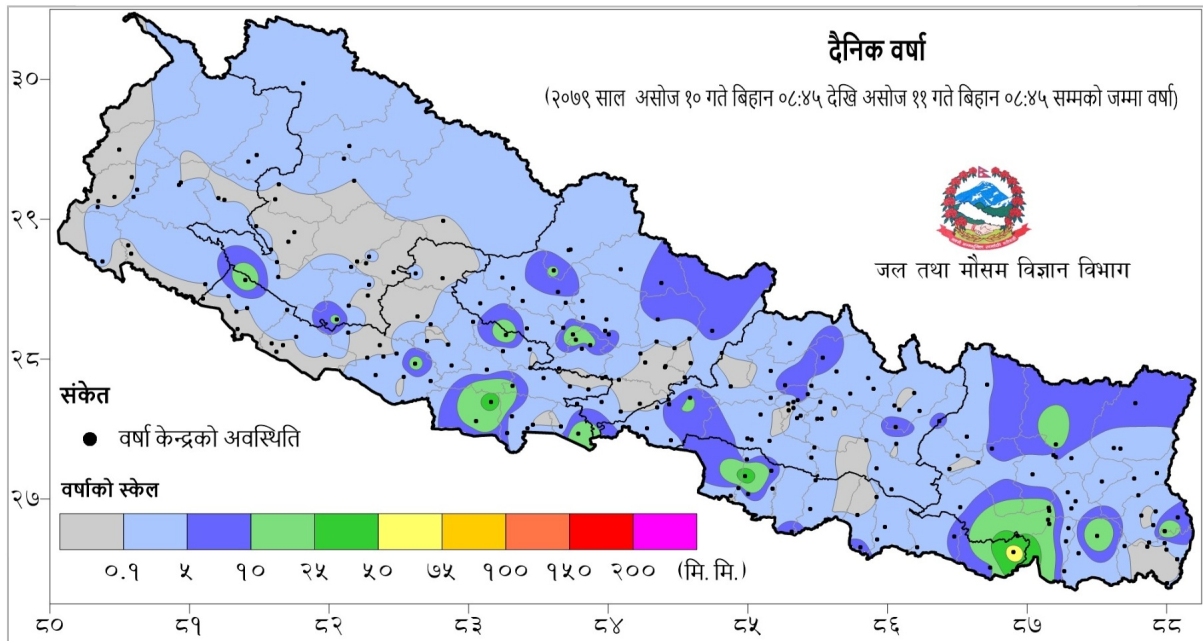 दैनिक वर्षा
(२०७९ साल असोज १० गते बिहान ०८:४५ देखि असोज ११ गते बिहान ०८:४५ सम्मको जम्मा वर्षा)
जल तथा मौसम विज्ञान विभाग
३०
२९
२८
२७
संकेत
वर्षा केन्द्रको अवस्थिति
वर्षाको स्केल
०.१ ५ १० २५ ५० ७५ १०० १५० २०० (मि.मि.)
८० ८१ ८२ ८३ ८४ ८५ ८६ ८७ ८८